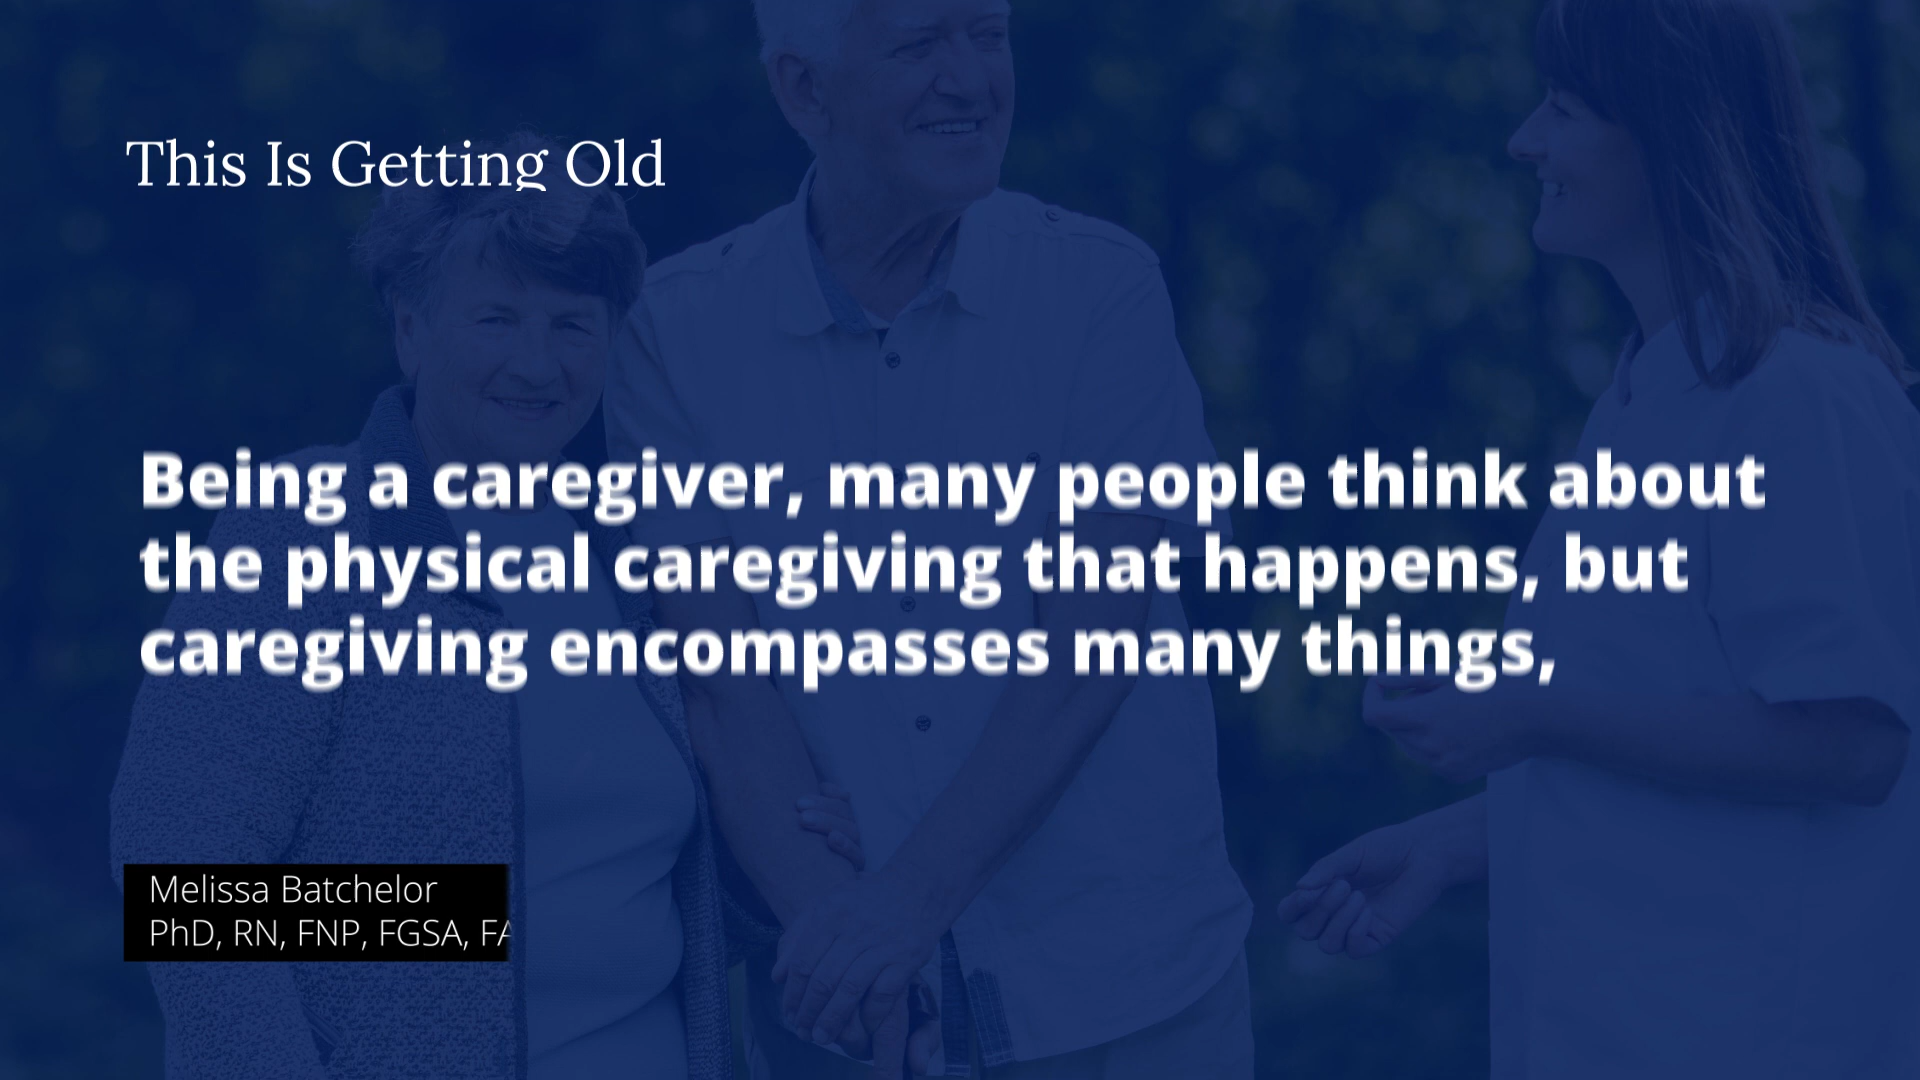 This Is Getting Old
Being a caregiver, many people think about
the physical caregiving that happens, but
caregiving encompasses many things,
Melissa Batchelor
PhD, RN, FNP, FGSA, FA